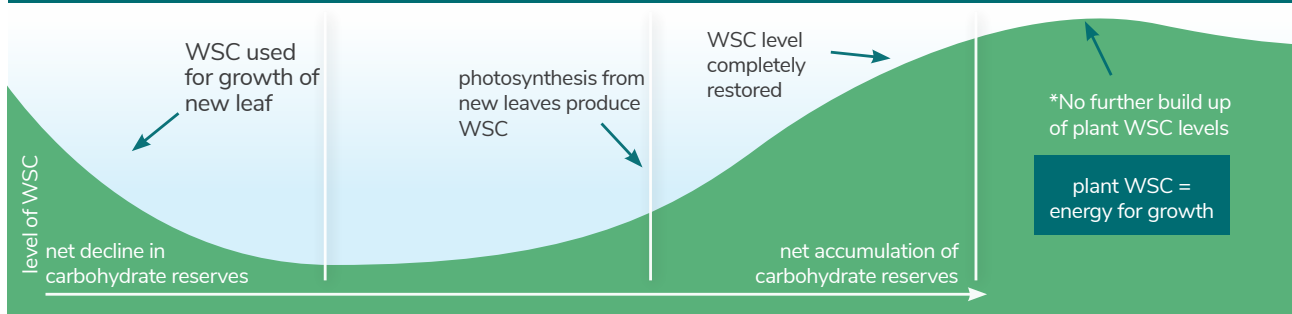 WSC used
for growth of
new leaf
photosynthesis from
new leaves produce
WSC
WSC level
completely
restored
*No further build up
of plant WSC levels
plant WSC =
energy for growth
level of WSC
net decline in
carbohydrate reserves
net accumulation of
carbohydrate reserves